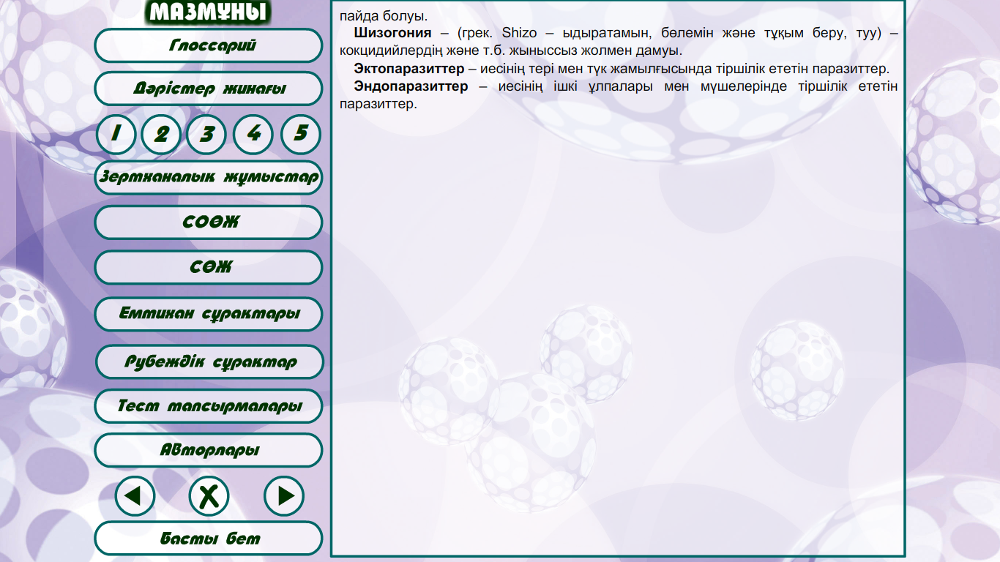 МАЗМҰНЫ
Глоссарий
Дәрістер жинағы
1 2 3 4 5
Зертханалық жұмыстар
СОӨЖ
СӨЖ
Емтихан сұрақтары
Рубеждік сұрақтар
Тест тапсырмалары
Авторлары
X
Басты бет
пайда болуы.
Шизогония – (грек. Shizo – ыдыратамын, бөлемін және тұқым беру, туу) –
кокцидийлердің және т.б. жыныссыз жолмен дамуы.
Эктопаразиттер – иесінің тері мен түк жамылғысында тіршілік ететін паразиттер.
Эндопаразиттер – иесінің ішкі ұлпалары мен мүшелерінде тіршілік ететін
паразиттер.